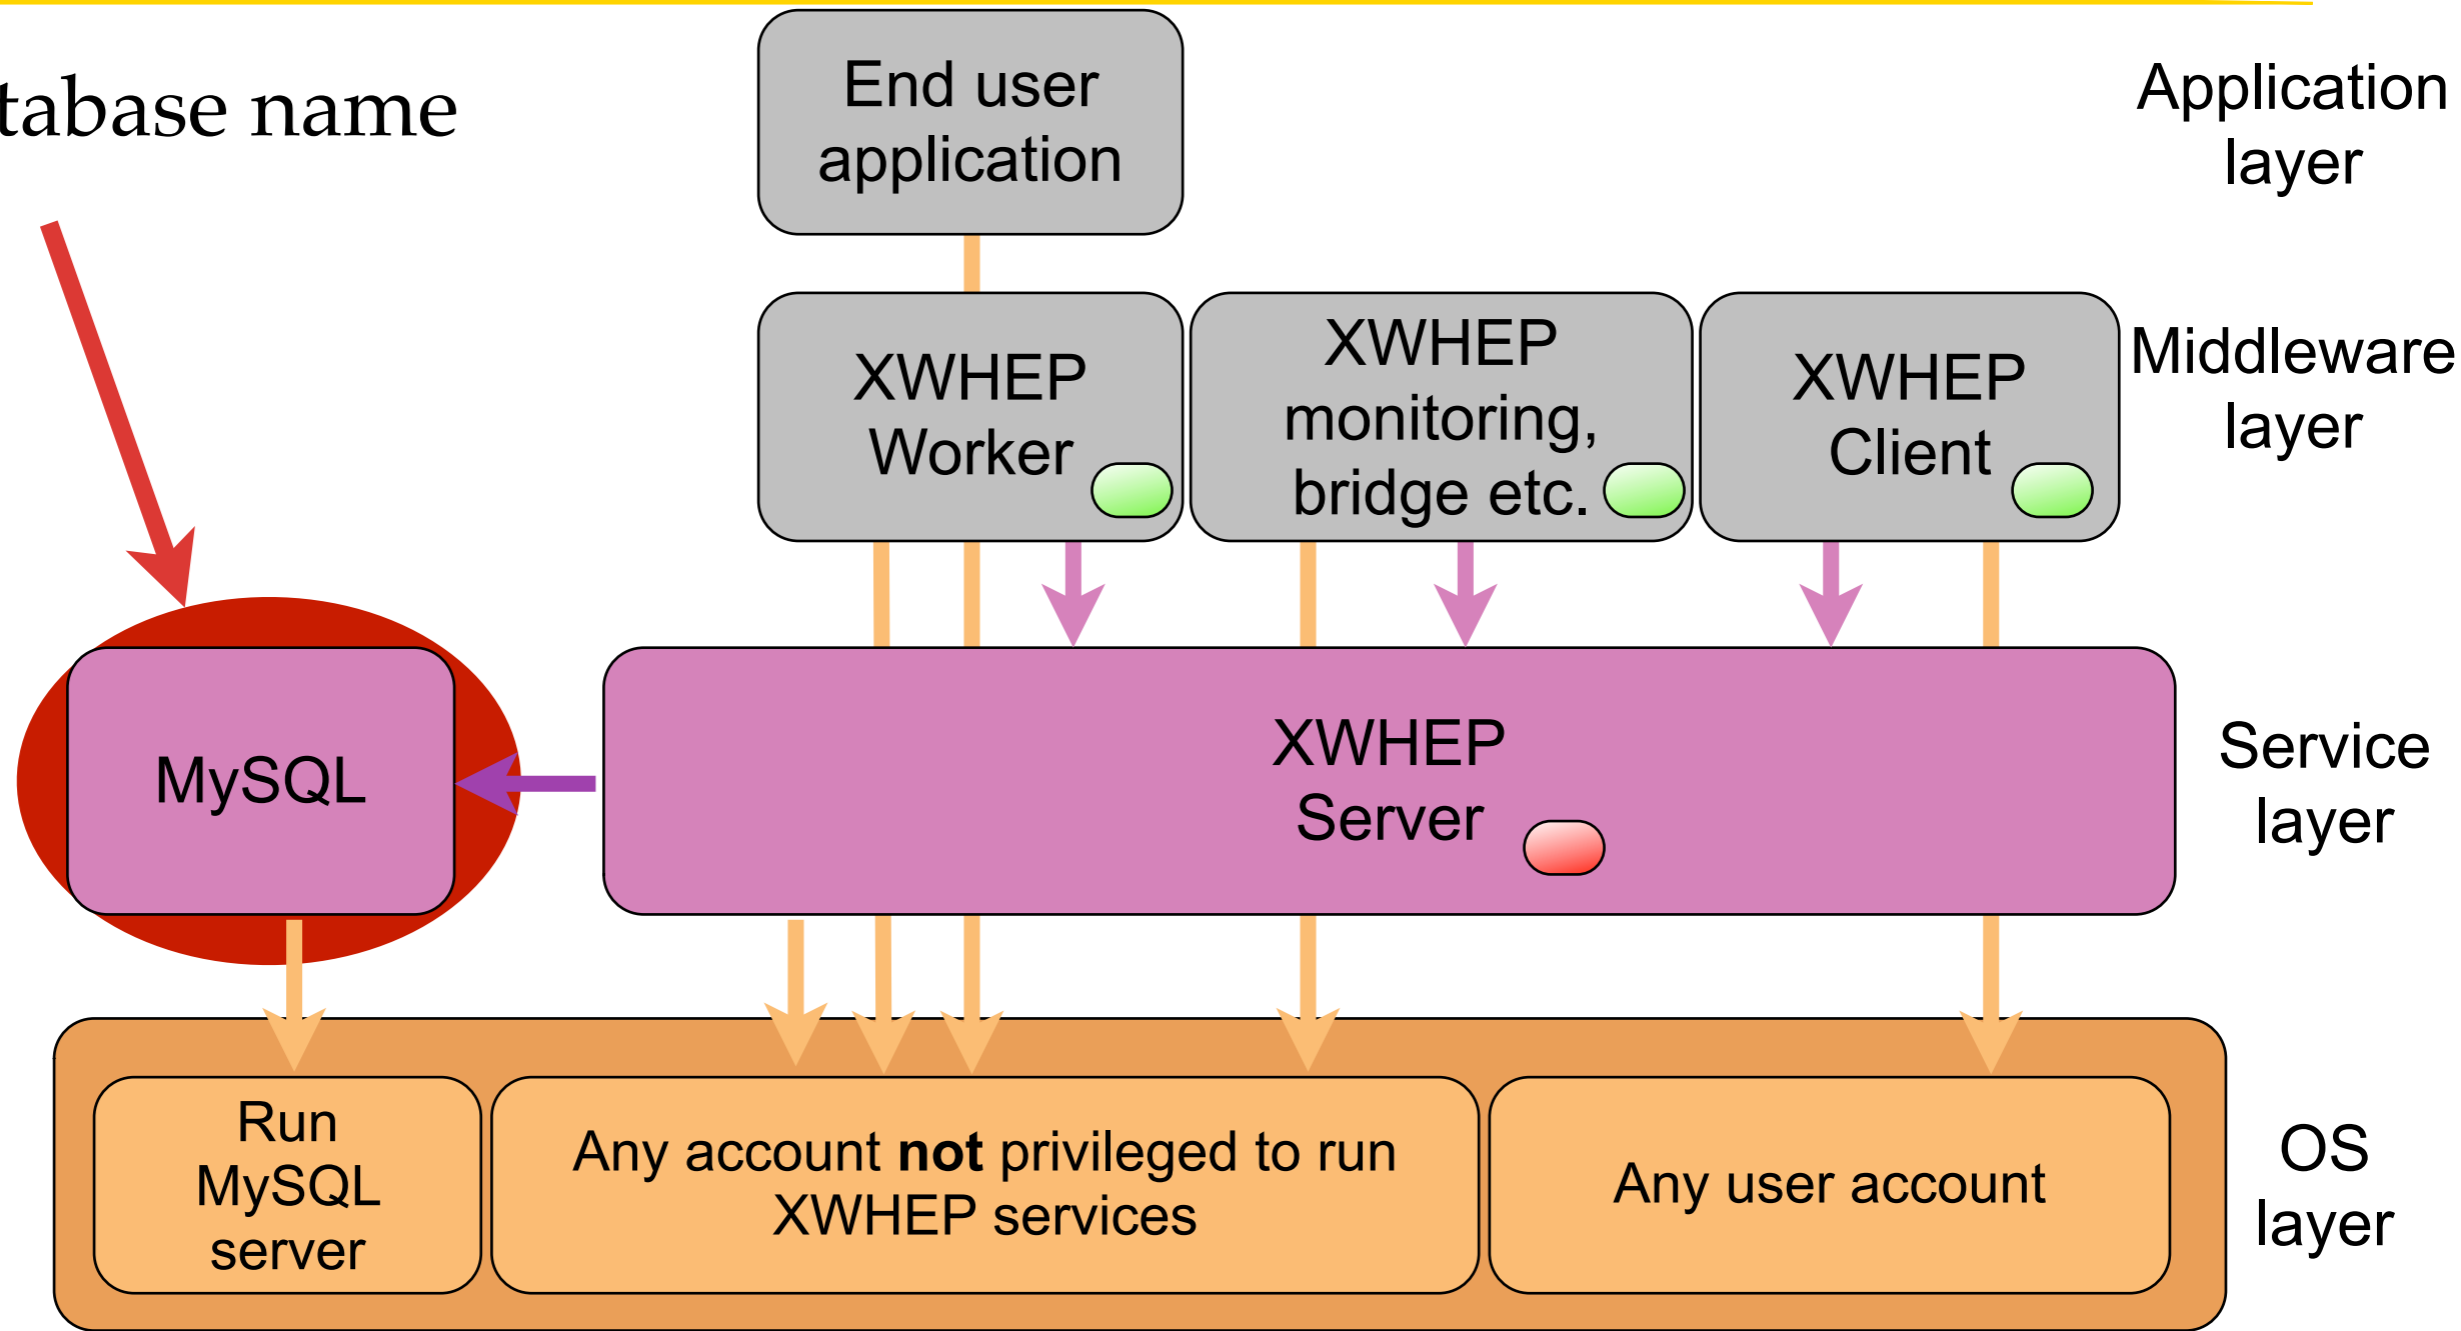 tabase name
End user
application
Application
layer
XWHEP
Worker
XWHEP
monitoring,
bridge etc.
XWHEP
Client
Middleware
layer
MySQL
XWHEP
Server
Service
layer
Run
MySQL
server
Any account not privileged to run
XWHEP services
Any user account
OS
layer